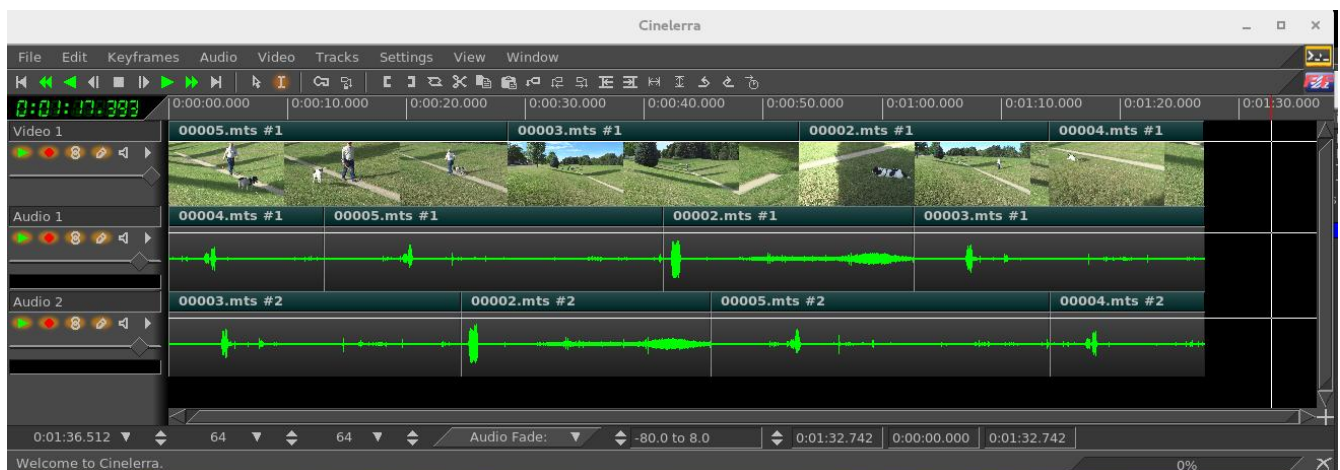 Cinelerra
File Edit Keyframes Audio Video Tracks Settings View Window
0:01:17.393 0:00:00.000 0:00:10.000 0:00:20.000 0:00:30.000 0:00:40.000 0:00:50.000 0:01:00.000 0:01:10.000 0:01:20.000 0:01:30.000
Video 1 00005.mts #1 00003.mts #1 00002.mts #1 00004.mts #1
Audio 1 00004.mts #1 00005.mts #1 00002.mts #1 00003.mts #1
Audio 2 00003.mts #2 00002.mts #2 00005.mts #2 00004.mts #2
0:01:36.512 64 64 Audio Fade: -80.0 to 8.0 0:01:32.742 0:00:00.000 0:01:32.742
Welcome to Cinelerra. 0%